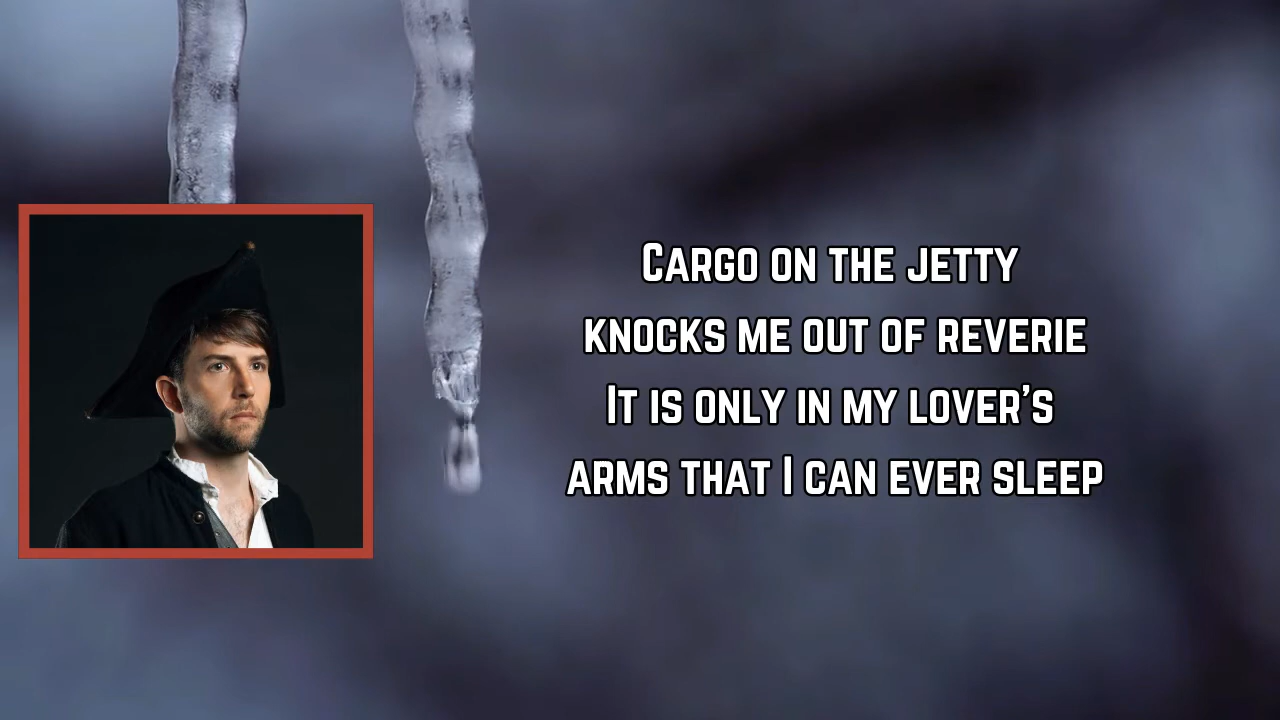 Cargo on the jetty
knocks me out of reverie
It is only in my lover's
arms that I can ever sleep